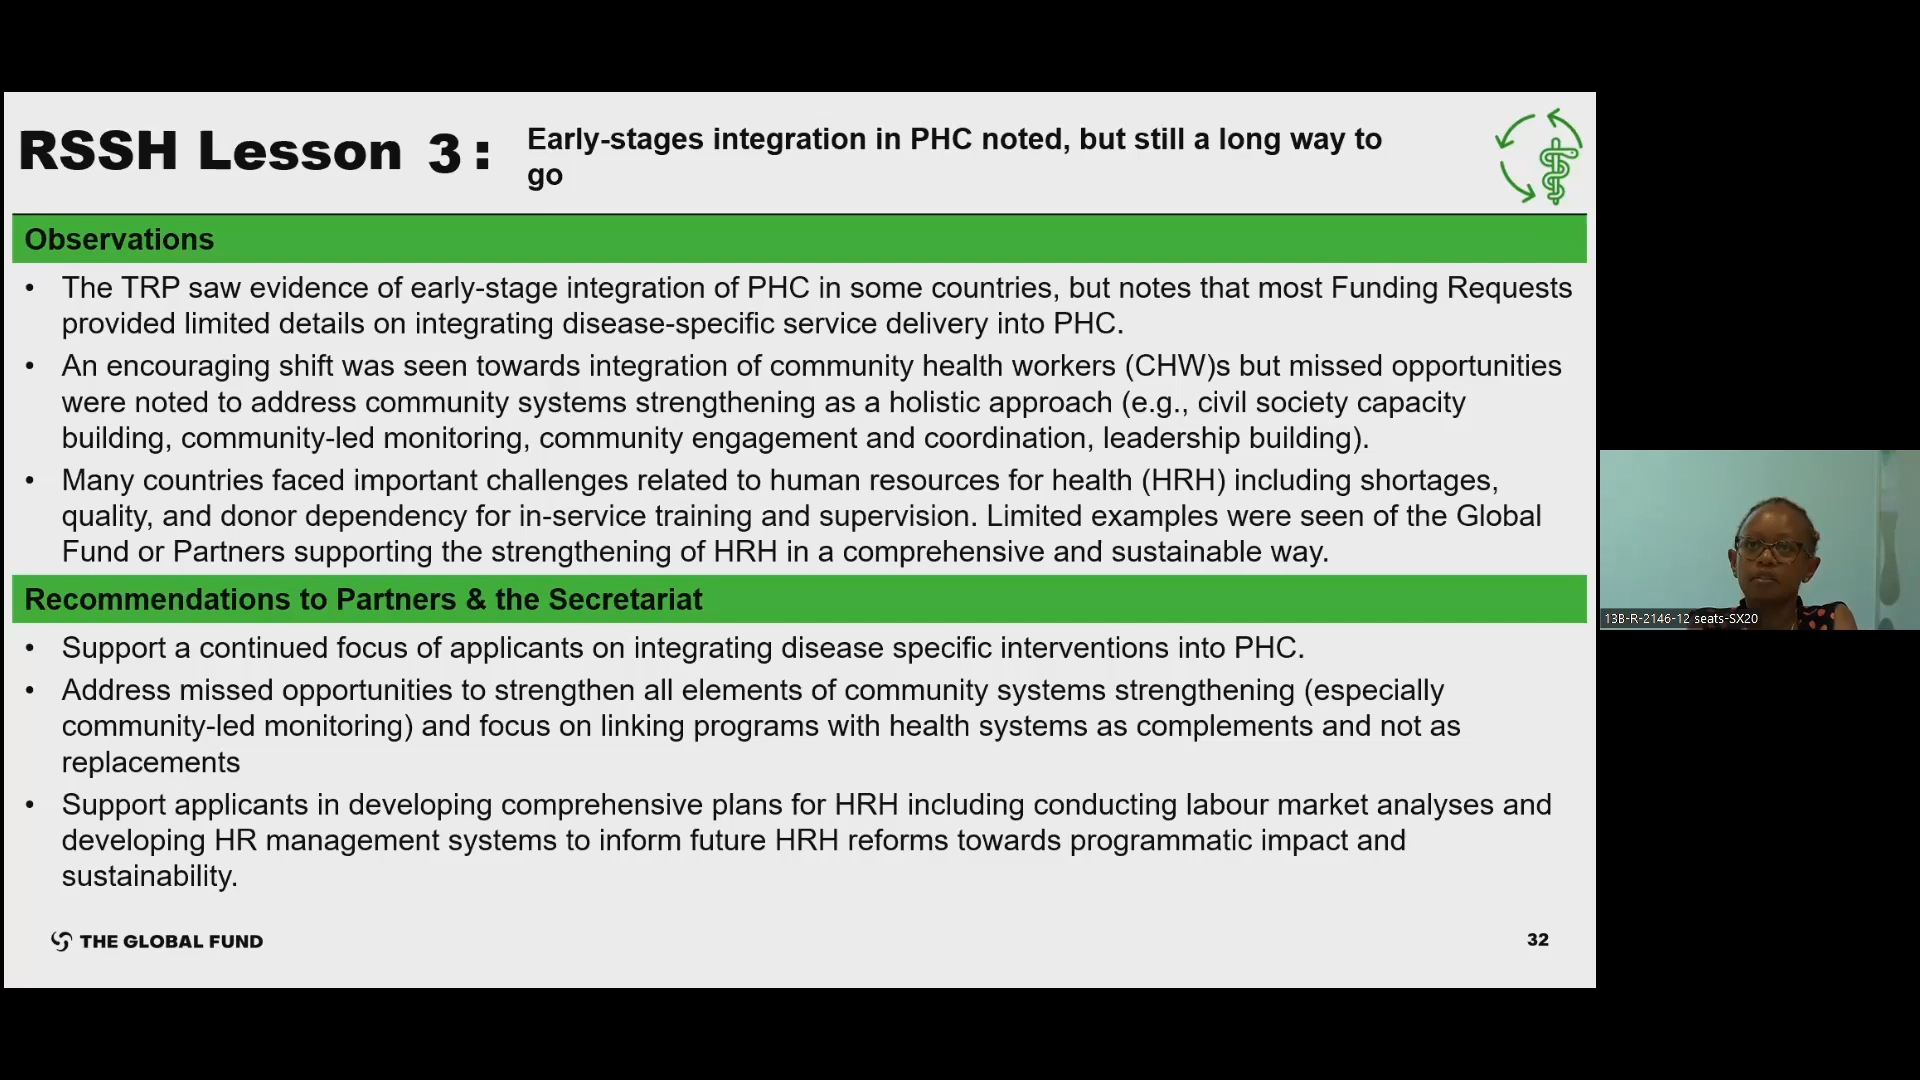 RSSH Lesson 3:
Early-stages integration in PHC noted, but still a long way to
go
Observations
• The TRP saw evidence of early-stage integration of PHC in some countries, but notes that most Funding Requests
provided limited details on integrating disease-specific service delivery into PHC.
• An encouraging shift was seen towards integration of community health workers (CHW)s but missed opportunities
were noted to address community systems strengthening as a holistic approach (e.g., civil society capacity
building, community-led monitoring, community engagement and coordination, leadership building).
• Many countries faced important challenges related to human resources for health (HRH) including shortages,
quality, and donor dependency for in-service training and supervision. Limited examples were seen of the Global
Fund or Partners supporting the strengthening of HRH in a comprehensive and sustainable way.
Recommendations to Partners & the Secretariat
• Support a continued focus of applicants on integrating disease specific interventions into PHC.
• Address missed opportunities to strengthen all elements of community systems strengthening (especially
community-led monitoring) and focus on linking programs with health systems as complements and not as
replacements
• Support applicants in developing comprehensive plans for HRH including conducting labour market analyses and
developing HR management systems to inform future HRH reforms towards programmatic impact and
sustainability.
THE GLOBAL FUND
32
13B-R-2146-12 seats-SX20